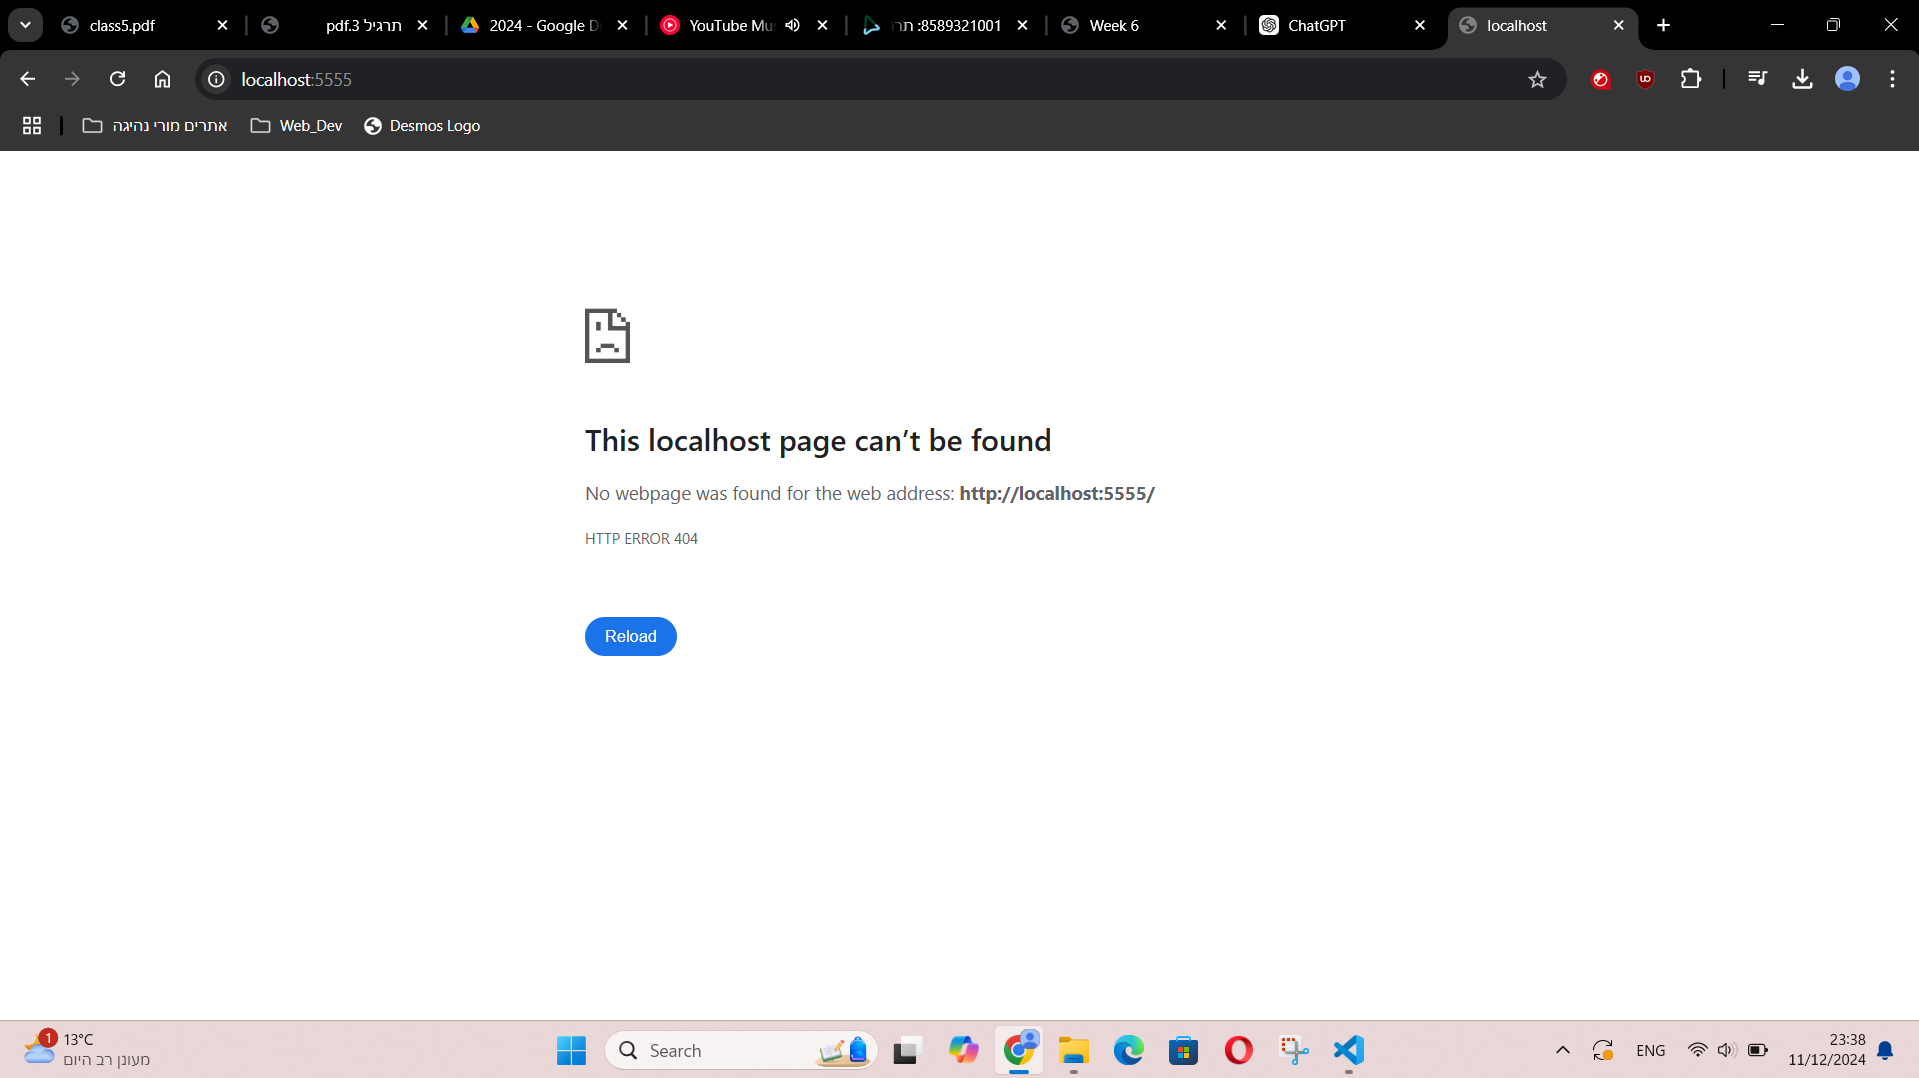 class5.pdf
תרגיל 3.pdf
2024 - Google D
YouTube Mu
8589321001: תר
Week 6
ChatGPT
localhost
localhost:5555
UD
אתרים מורי נהיגה
Web_Dev
Desmos Logo
This localhost page can’t be found
No webpage was found for the web address: http://localhost:5555/
HTTP ERROR 404
Reload
1
13°C
מעונן רב היום
Search
ENG
23:38
11/12/2024